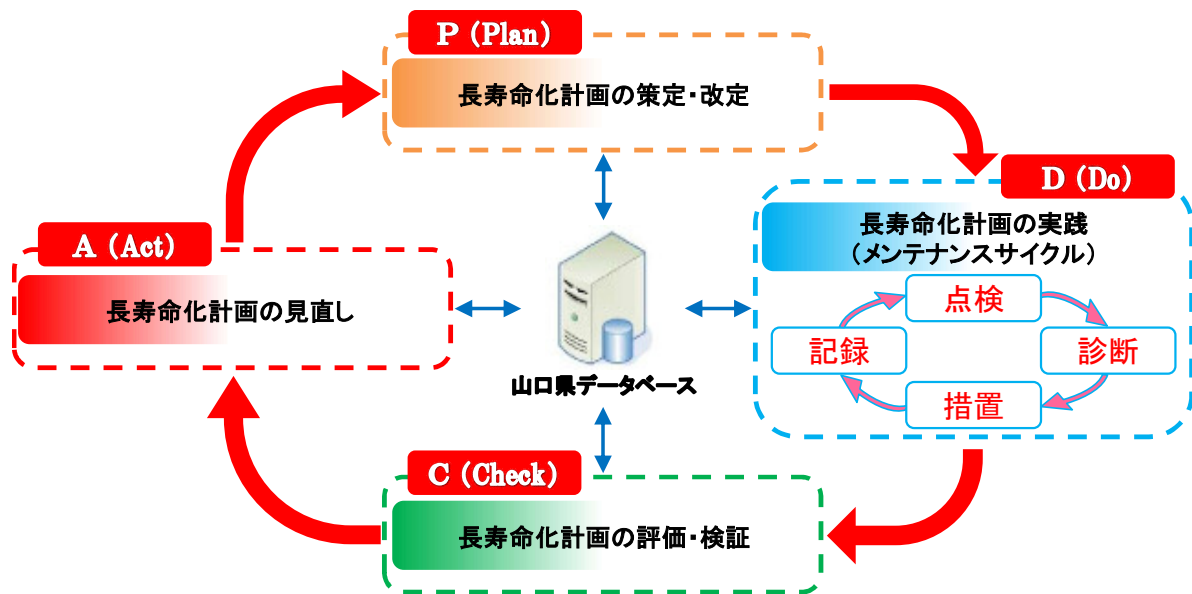 P (Plan)
長寿命化計画の策定・改定
D (Do)
長寿命化計画の実践
（メンテナンスサイクル）
点検
診断
措置
記録
C (Check)
長寿命化計画の評価・検証
A (Act)
長寿命化計画の見直し
山口県データベース